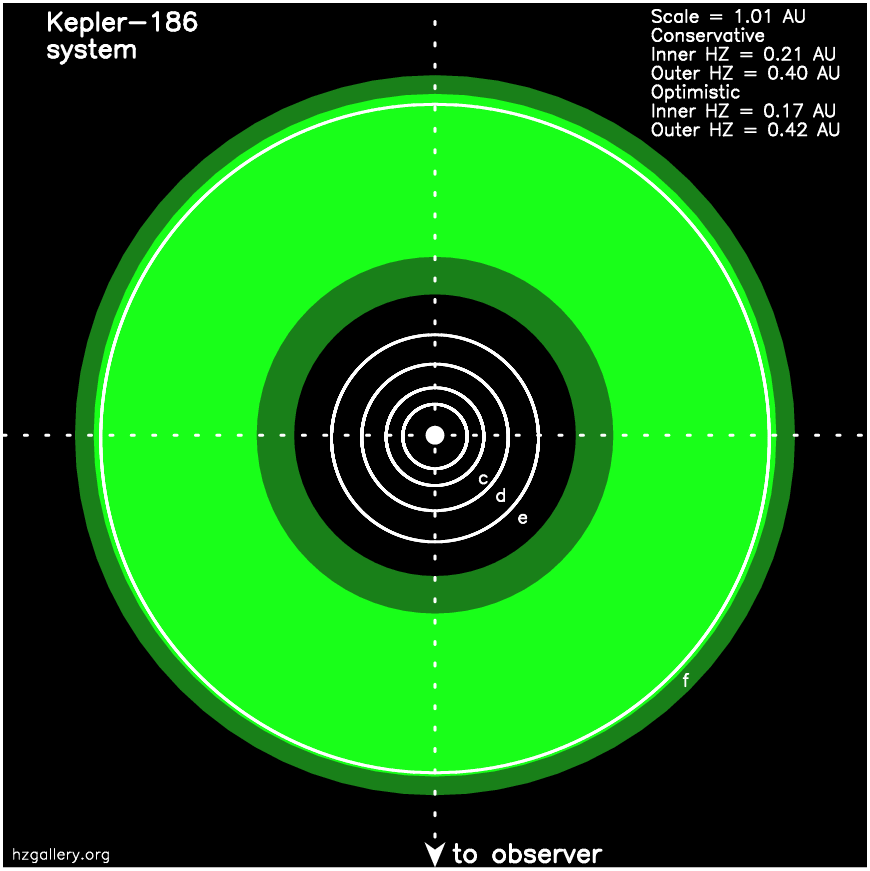 Kepler-186
system
Scale = 1.01 AU
Conservative
Inner HZ = 0.21 AU
Outer HZ = 0.40 AU
Optimistic
Inner HZ = 0.17 AU
Outer HZ = 0.42 AU
c
d
e
f
hzgallery.org
to observer